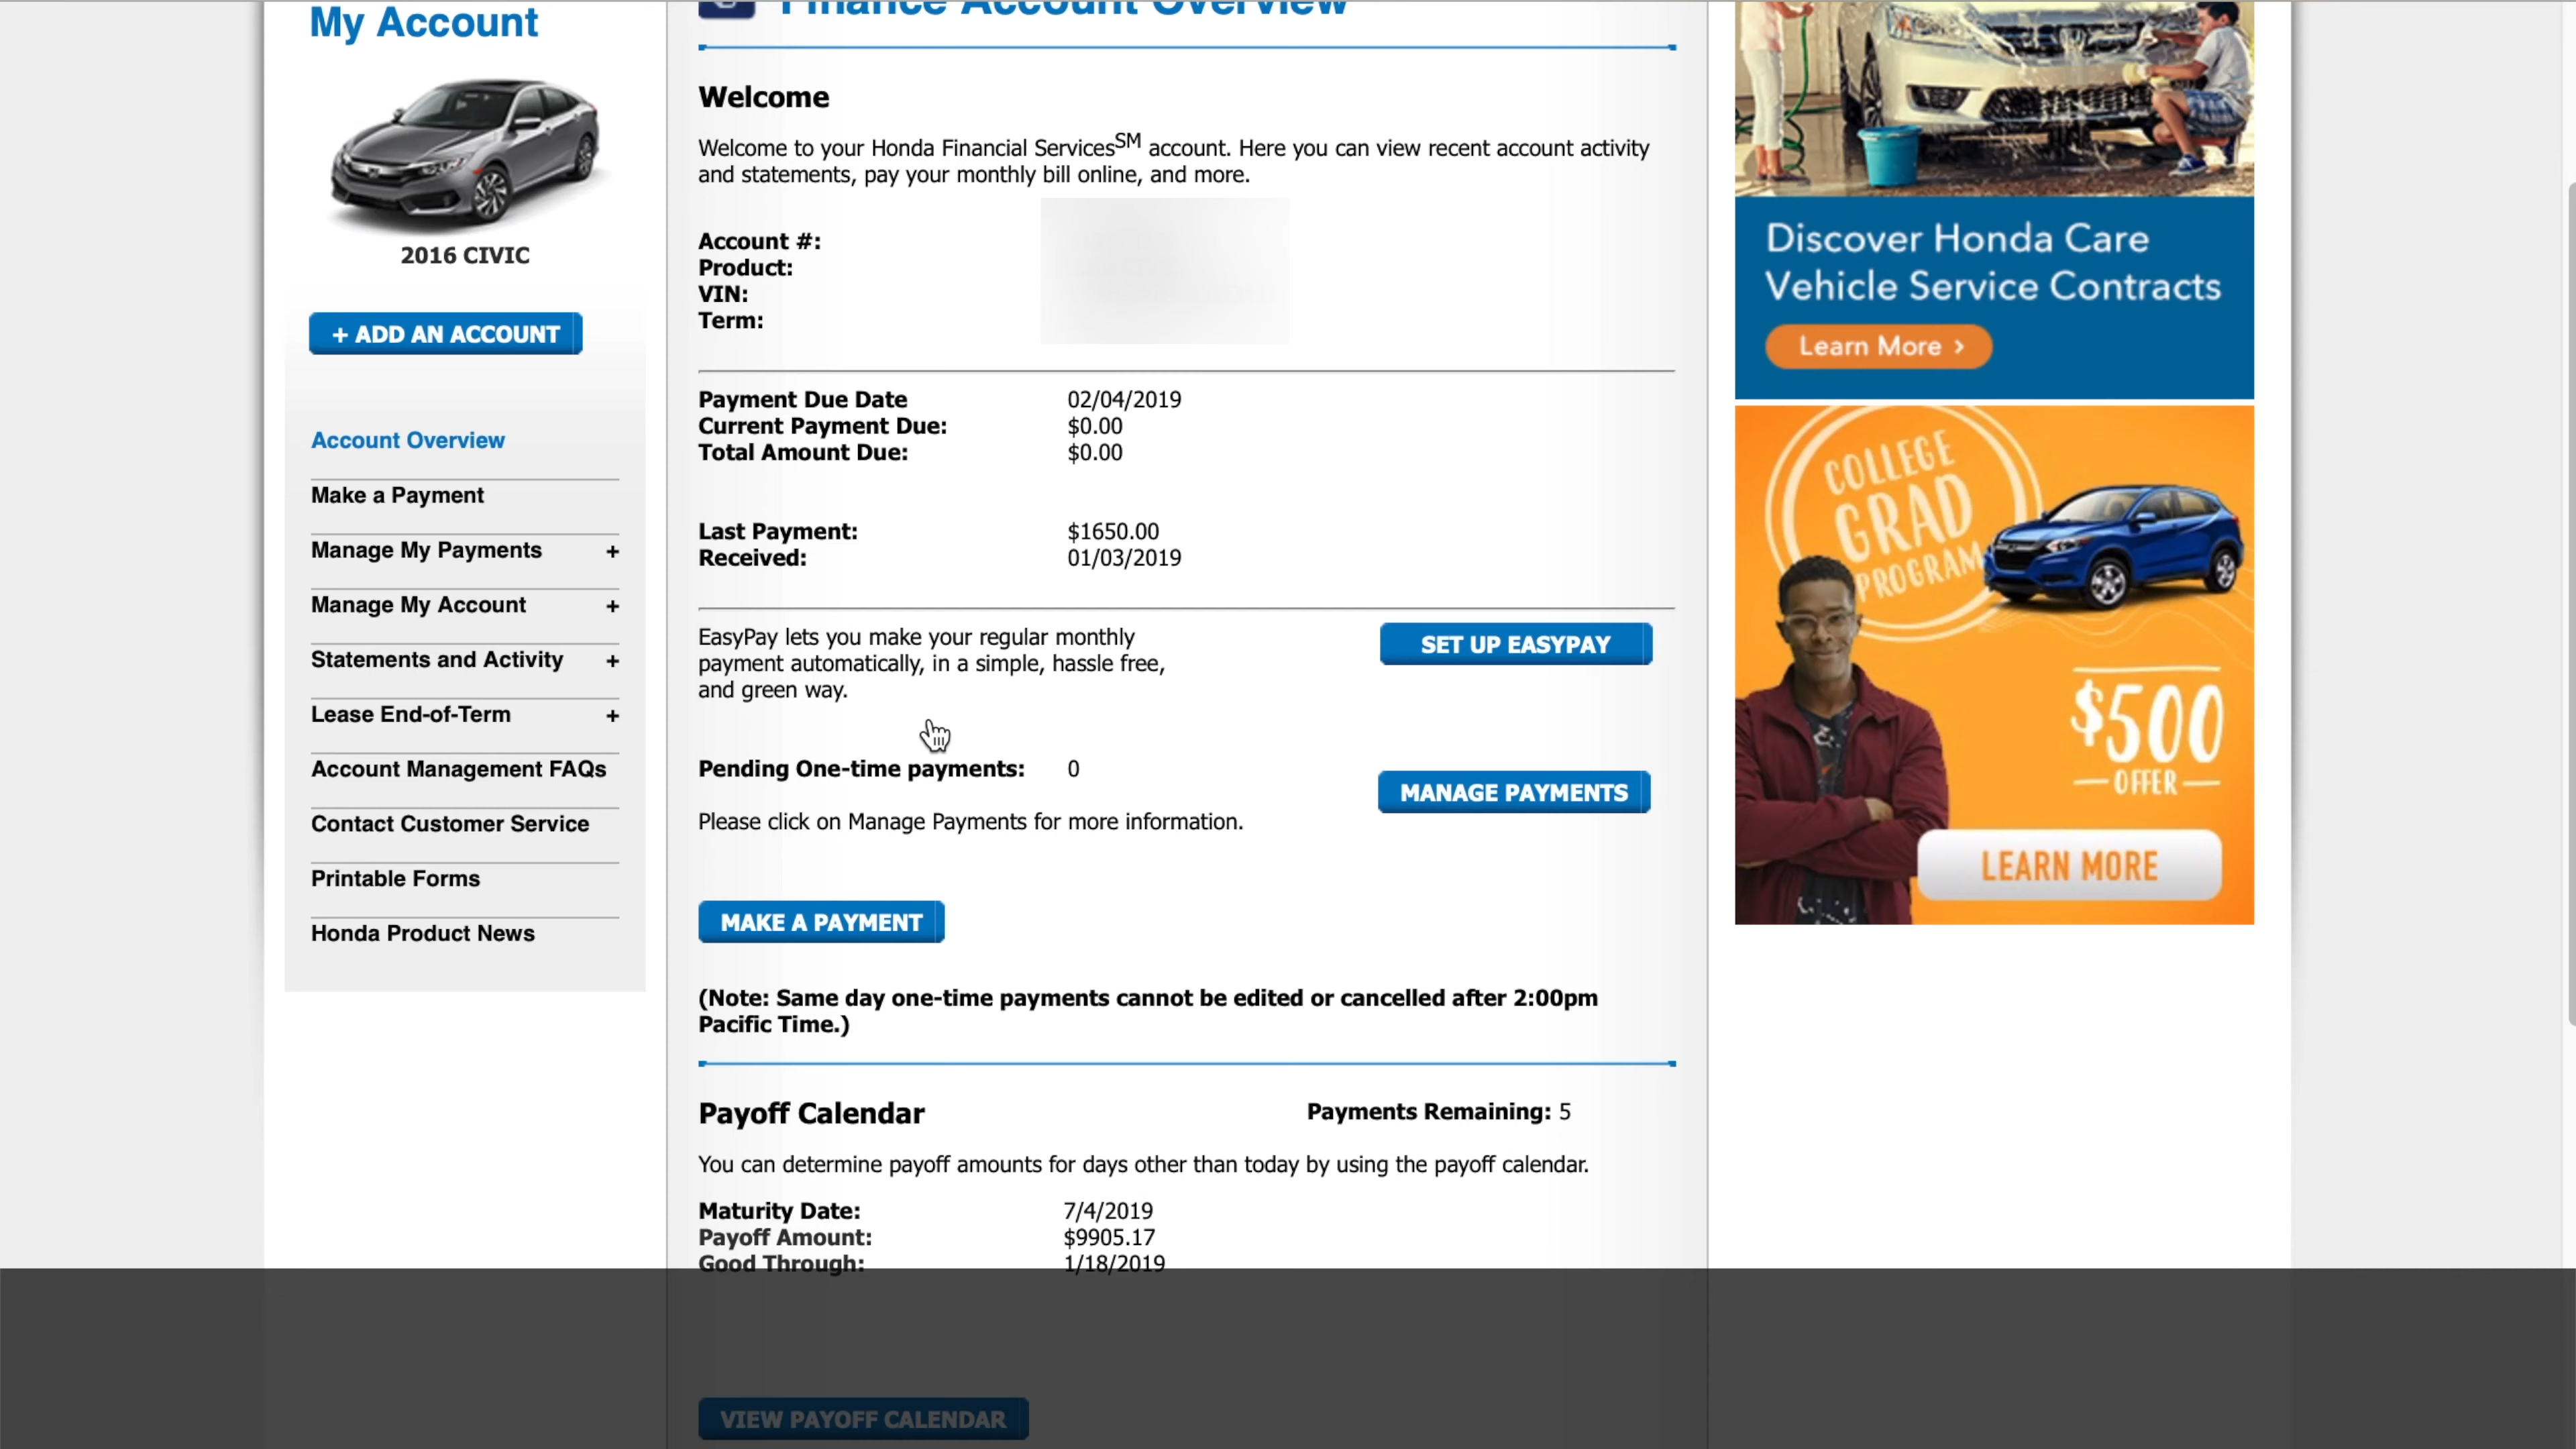 My Account
2016 CIVIC
+ ADD AN ACCOUNT
Account Overview
Make a Payment
Manage My Payments +
Manage My Account +
Statements and Activity +
Lease End-of-Term +
Account Management FAQs
Contact Customer Service
Printable Forms
Honda Product News
Finance Account Overview
Welcome
Welcome to your Honda Financial ServicesSM account. Here you can view recent account activity
and statements, pay your monthly bill online, and more.
Account #:
Product:
VIN:
Term:
Payment Due Date 02/04/2019
Current Payment Due: $0.00
Total Amount Due: $0.00
Last Payment: $1650.00
Received: 01/03/2019
EasyPay lets you make your regular monthly
payment automatically, in a simple, hassle free,
and green way.
SET UP EASYPAY
Pending One-time payments: 0
MANAGE PAYMENTS
Please click on Manage Payments for more information.
MAKE A PAYMENT
(Note: Same day one-time payments cannot be edited or cancelled after 2:00pm
Pacific Time.)
Payoff Calendar Payments Remaining: 5
You can determine payoff amounts for days other than today by using the payoff calendar.
Maturity Date: 7/4/2019
Payoff Amount: $9905.17
Good Through: 1/18/2019
VIEW PAYOFF CALENDAR
Discover Honda Care
Vehicle Service Contracts
Learn More >
COLLEGE
GRAD
PROGRAM
$500
OFFER
LEARN MORE